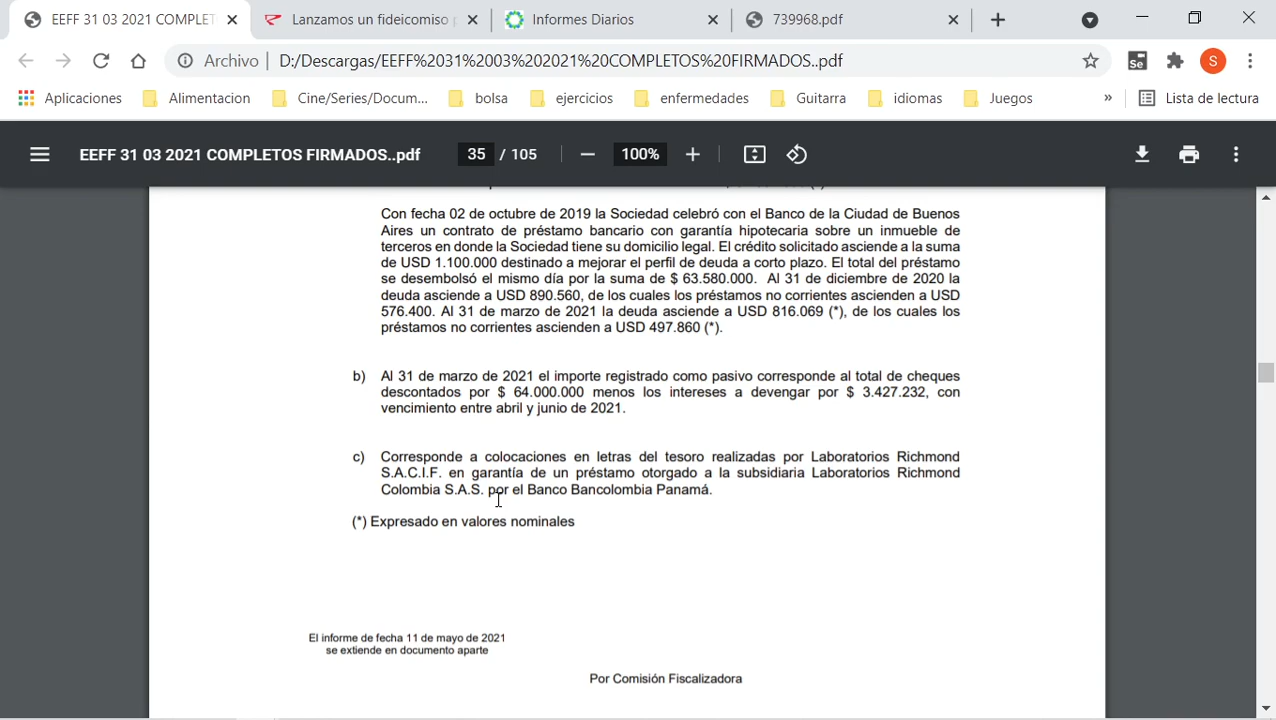 EEFF 31 03 2021 COMPLET
Lanzamos un fideicomiso
Informes Diarios
739968.pdf
Archivo | D:/Descargas/EEFF%2031%2003%202021%20COMPLETOS%20FIRMADOS..pdf
Se
S
Aplicaciones
Alimentacion
Cine/Series/Docum...
bolsa
ejercicios
enfermedades
Guitarra
idiomas
Juegos
»
Lista de lectura
EEFF 31 03 2021 COMPLETOS FIRMADOS..pdf
35 / 105
100%
Con fecha 02 de octubre de 2019 la Sociedad celebró con el Banco de la Ciudad de Buenos
Aires un contrato de préstamo bancario con garantía hipotecaria sobre un inmueble de
terceros en donde la Sociedad tiene su domicilio legal. El crédito solicitado asciende a la suma
de USD 1.100.000 destinado a mejorar el perfil de deuda a corto plazo. El total del préstamo
se desembolsó el mismo día por la suma de $ 63.580.000. Al 31 de diciembre de 2020 la
deuda asciende a USD 890.560, de los cuales los préstamos no corrientes ascienden a USD
576.400. Al 31 de marzo de 2021 la deuda asciende a USD 816.069 (*), de los cuales los
préstamos no corrientes ascienden a USD 497.860 (*).
b) Al 31 de marzo de 2021 el importe registrado como pasivo corresponde al total de cheques
descontados por $ 64.000.000 menos los intereses a devengar por $ 3.427.232, con
vencimiento entre abril y junio de 2021.
c) Corresponde a colocaciones en letras del tesoro realizadas por Laboratorios Richmond
S.A.C.I.F. en garantía de un préstamo otorgado a la subsidiaria Laboratorios Richmond
Colombia S.A.S. por el Banco Bancolombia Panamá.
(*) Expresado en valores nominales
El informe de fecha 11 de mayo de 2021
se extiende en documento aparte
Por Comisión Fiscalizadora